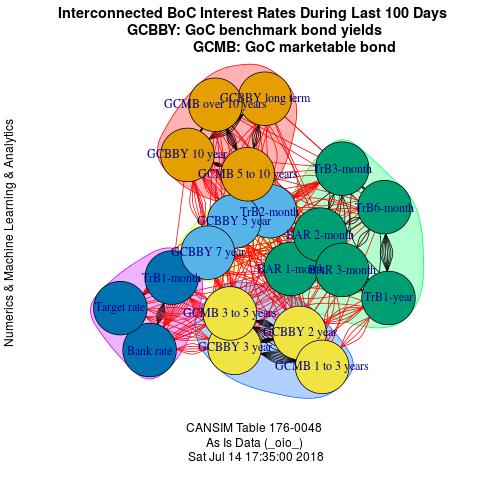 Interconnected BoC Interest Rates During Last 100 Days
GCBBY: GoC benchmark bond yields
GCMB: GoC marketable bond
Numerics & Machine Learning & Analytics
GCMB over 10 years
GCBBY long term
GCBBY 10 year
GCMB 5 to 10 years
TrB3-month
TrB2-month
TrB6-month
GCBBY 5 year
BAR 2-month
GCBBY 7 year
BAR 1-month
BAR 3-month
TrB1-month
TrB1-year
Target rate
GCMB 3 to 5 years
GCBBY 2 year
Bank rate
GCBBY 3 year
GCMB 1 to 3 years
CANSIM Table 176-0048
As Is Data (_oio_)
Sat Jul 14 17:35:00 2018